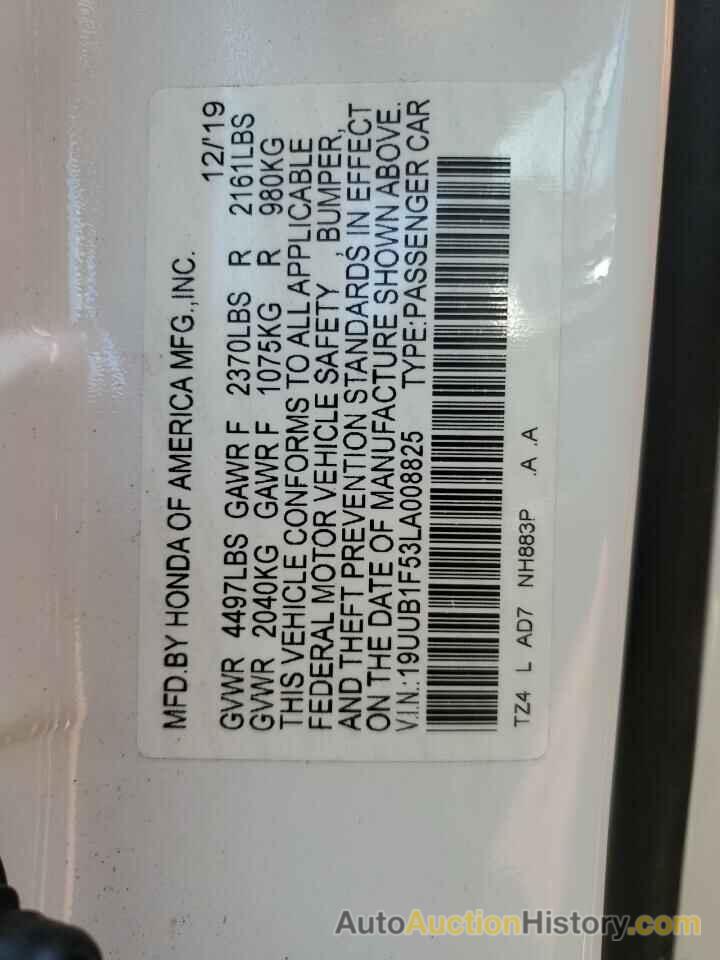 MFD.BY HONDA OF AMERICA MFG.,INC. 12/'19
GVWR 4497LBS GAWR F 2370LBS R 2161LBS
GVWR 2040KG GAWR F 1075KG R 980KG
THIS VEHICLE CONFORMS TO ALL APPLICABLE
FEDERAL MOTOR VEHICLE SAFETY , BUMPER,
AND THEFT PREVENTION STANDARDS IN EFFECT
ON THE DATE OF MANUFACTURE SHOWN ABOVE.
V.I.N.:19UUB1F53LA008825 TYPE:PASSENGER CAR
TZ4 L AD7 NH883P .A .A
AutoAuctionHistory.com